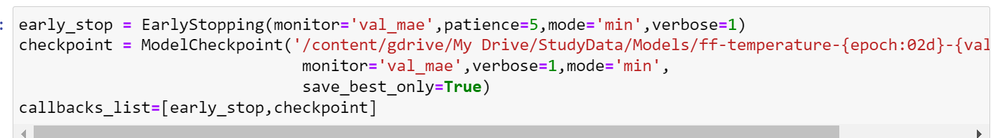 : early_stop = EarlyStopping(monitor='val_mae',patience=5,mode='min',verbose=1)
checkpoint = ModelCheckpoint('/content/gdrive/My Drive/StudyData/Models/ff-temperature-{epoch:02d}-{val
monitor='val_mae',verbose=1,mode='min',
save_best_only=True)
callbacks_list=[early_stop,checkpoint]